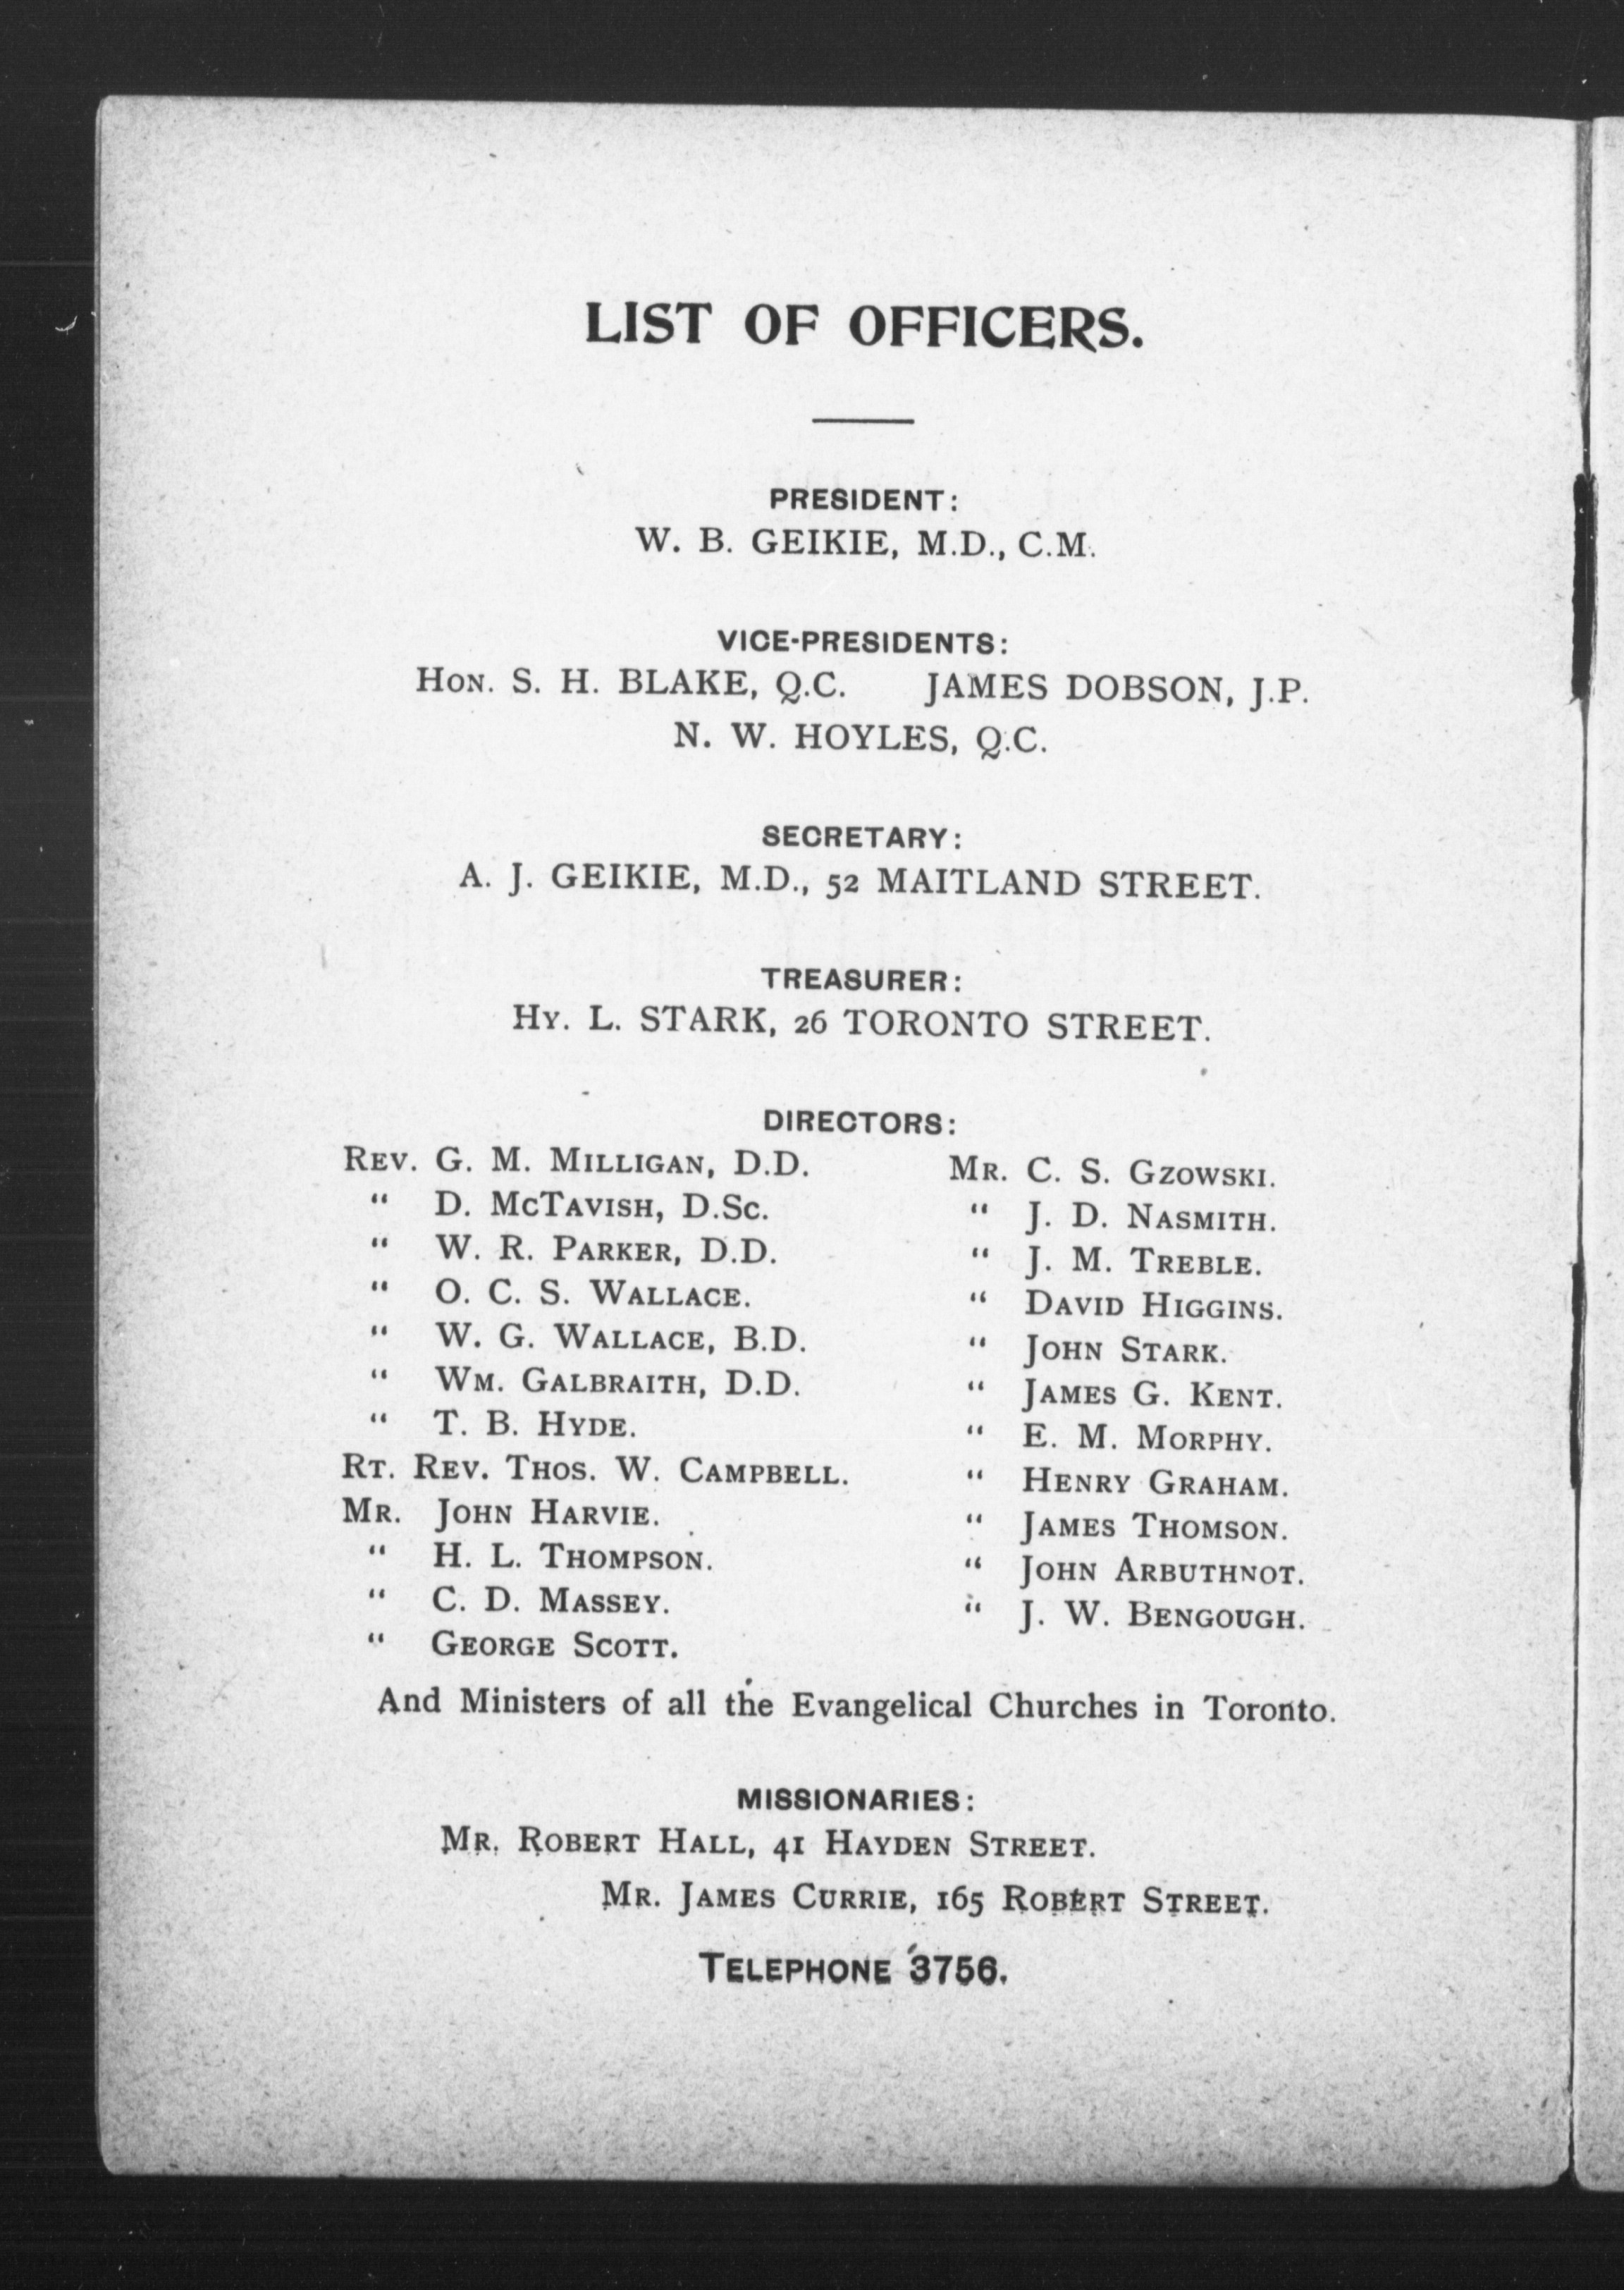 LIST OF OFFICERS.
PRESIDENT:
W. B. GEIKIE, M.D., C.M.
VICE-PRESIDENTS:
HON. S. H. BLAKE, Q.C. JAMES DOBSON, J.P.
N. W. HOYLES, Q.C.
SECRETARY:
A. J. GEIKIE, M.D., 52 MAITLAND STREET.
TREASURER:
HY. L. STARK, 26 TORONTO STREET.
DIRECTORS:
REV. G. M. MILLIGAN, D.D.
" D. MCTAVISH, D.SC.
" W. R. PARKER, D.D.
" O. C. S. WALLACE.
" W. G. WALLACE, B.D.
" WM. GALBRAITH, D.D.
" T. B. HYDE.
RT. REV. THOS. W. CAMPBELL.
MR. JOHN HARVIE.
" H. L. THOMPSON.
" C. D. MASSEY.
" GEORGE SCOTT.
MR. C. S. GZOWSKI.
" J. D. NASMITH.
" J. M. TREBLE.
" DAVID HIGGINS.
" JOHN STARK.
" JAMES G. KENT.
" E. M. MORPHY.
" HENRY GRAHAM.
" JAMES THOMSON.
" JOHN ARBUTHNOT.
" J. W. BENGOUGH.
And Ministers of all the Evangelical Churches in Toronto.
MISSIONARIES:
MR. ROBERT HALL, 41 HAYDEN STREET.
MR. JAMES CURRIE, 165 ROBERT STREET.
TELEPHONE 3756.